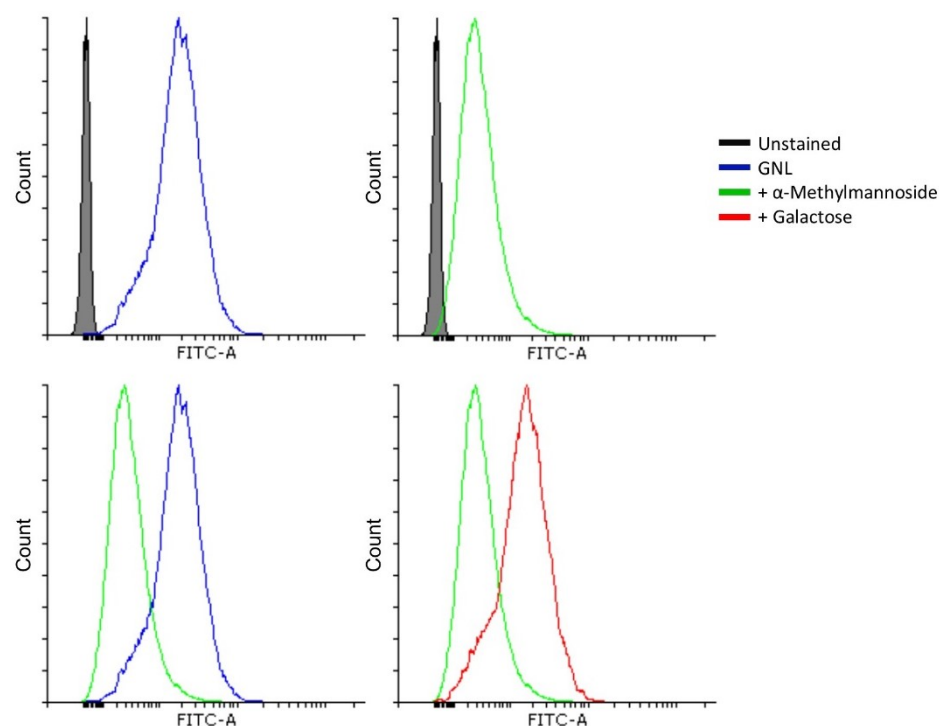 Count
FITC-A
Count
FITC-A
Unstained
GNL
+ α-Methylmannoside
+ Galactose
Count
FITC-A
Count
FITC-A